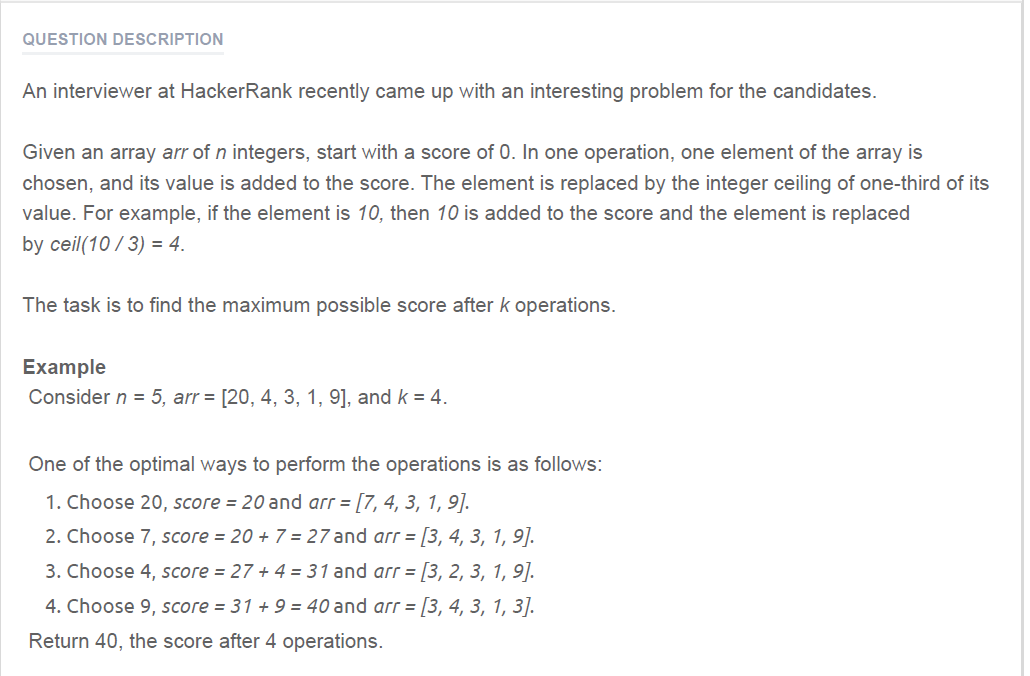 QUESTION DESCRIPTION
An interviewer at HackerRank recently came up with an interesting problem for the candidates.
Given an array arr of n integers, start with a score of 0. In one operation, one element of the array is
chosen, and its value is added to the score. The element is replaced by the integer ceiling of one-third of its
value. For example, if the element is 10, then 10 is added to the score and the element is replaced
by ceil(10 / 3) = 4.
The task is to find the maximum possible score after k operations.
Example
Consider n = 5, arr = [20, 4, 3, 1, 9], and k = 4.
One of the optimal ways to perform the operations is as follows:
1. Choose 20, score = 20 and arr = [7, 4, 3, 1, 9].
2. Choose 7, score = 20 + 7 = 27 and arr = [3, 4, 3, 1, 9].
3. Choose 4, score = 27 + 4 = 31 and arr = [3, 2, 3, 1, 9].
4. Choose 9, score = 31 + 9 = 40 and arr = [3, 4, 3, 1, 3].
Return 40, the score after 4 operations.